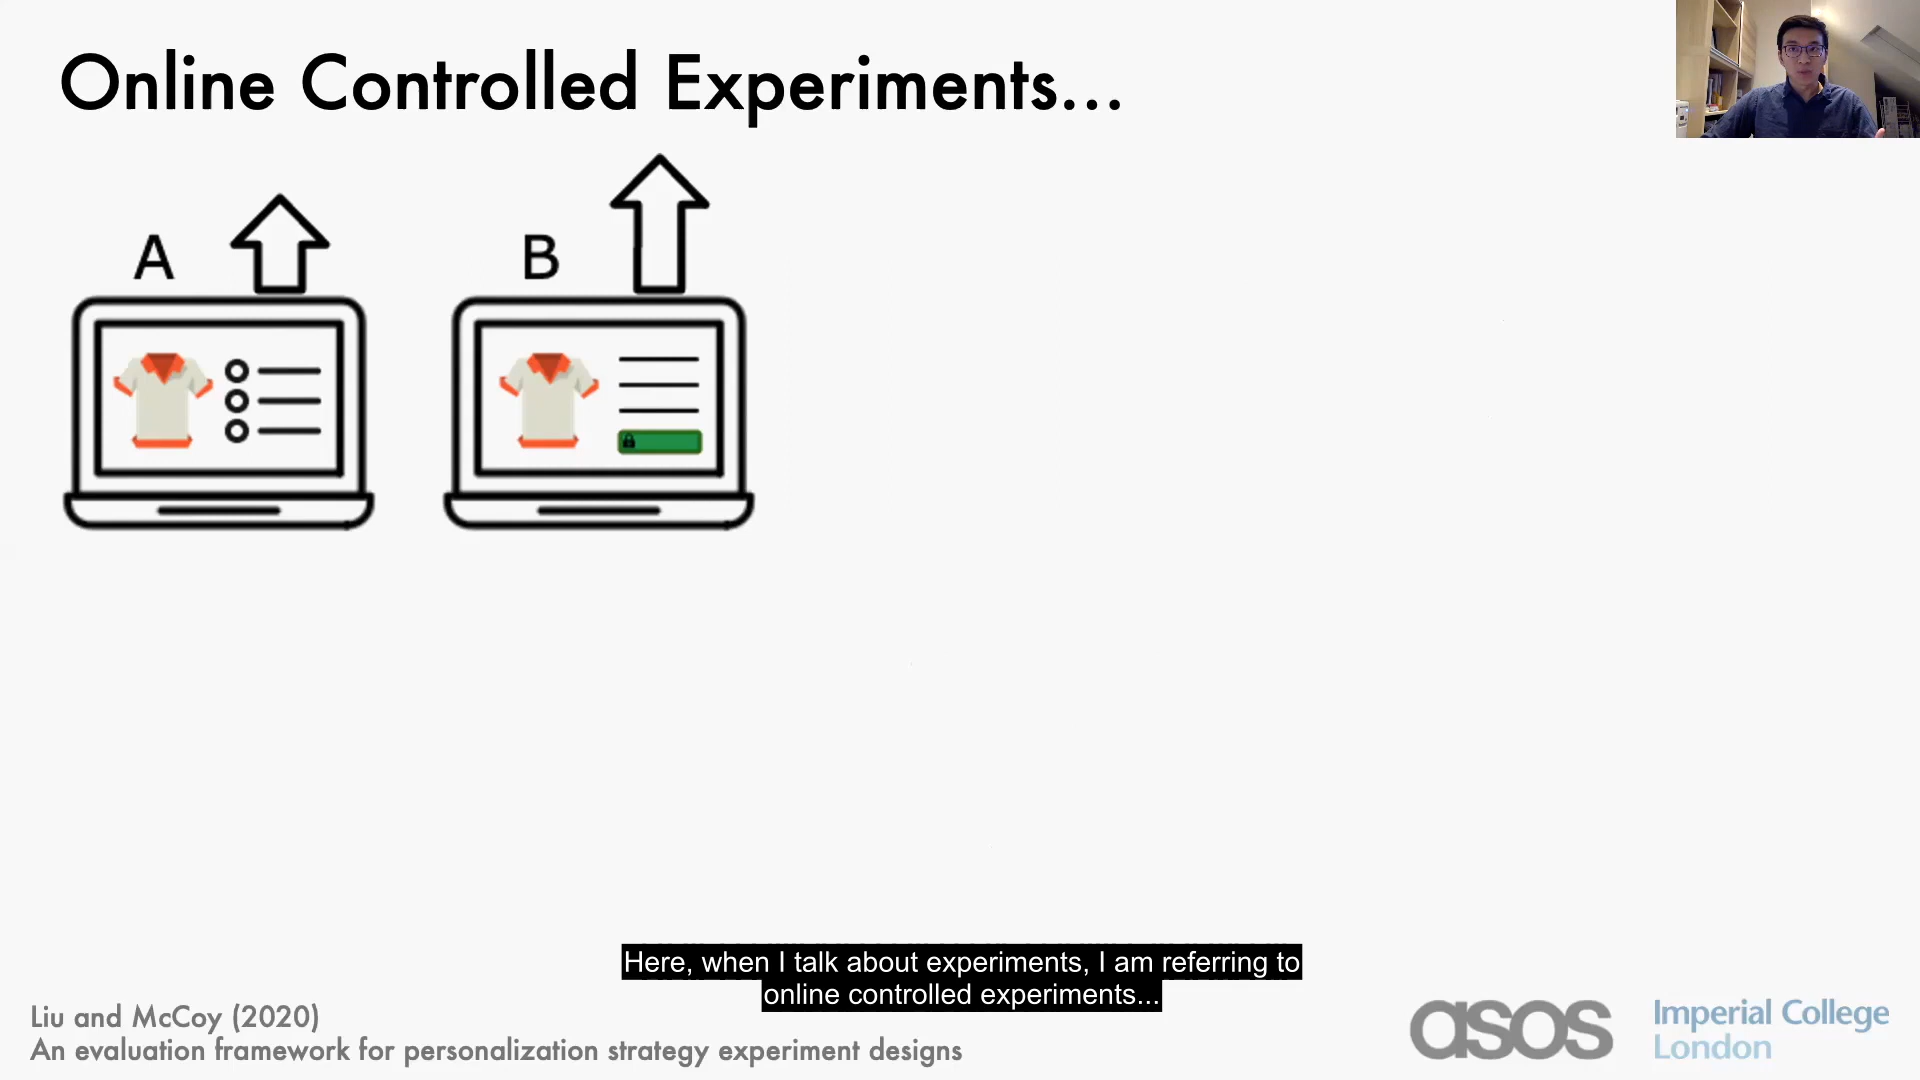 Online Controlled Experiments...
A
B
Here, when I talk about experiments, I am referring to
online controlled experiments...
Liu and McCoy (2020)
An evaluation framework for personalization strategy experiment designs
asos
Imperial College
London